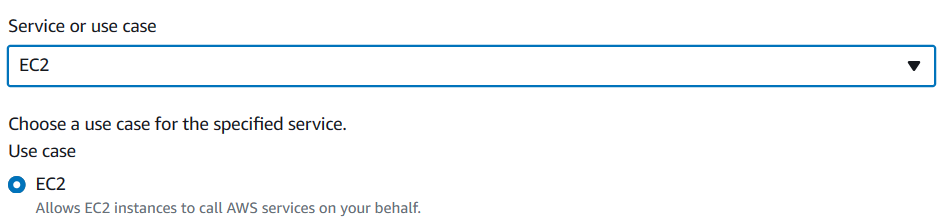 Service or use case
EC2
Choose a use case for the specified service.
Use case
EC2
Allows EC2 instances to call AWS services on your behalf.